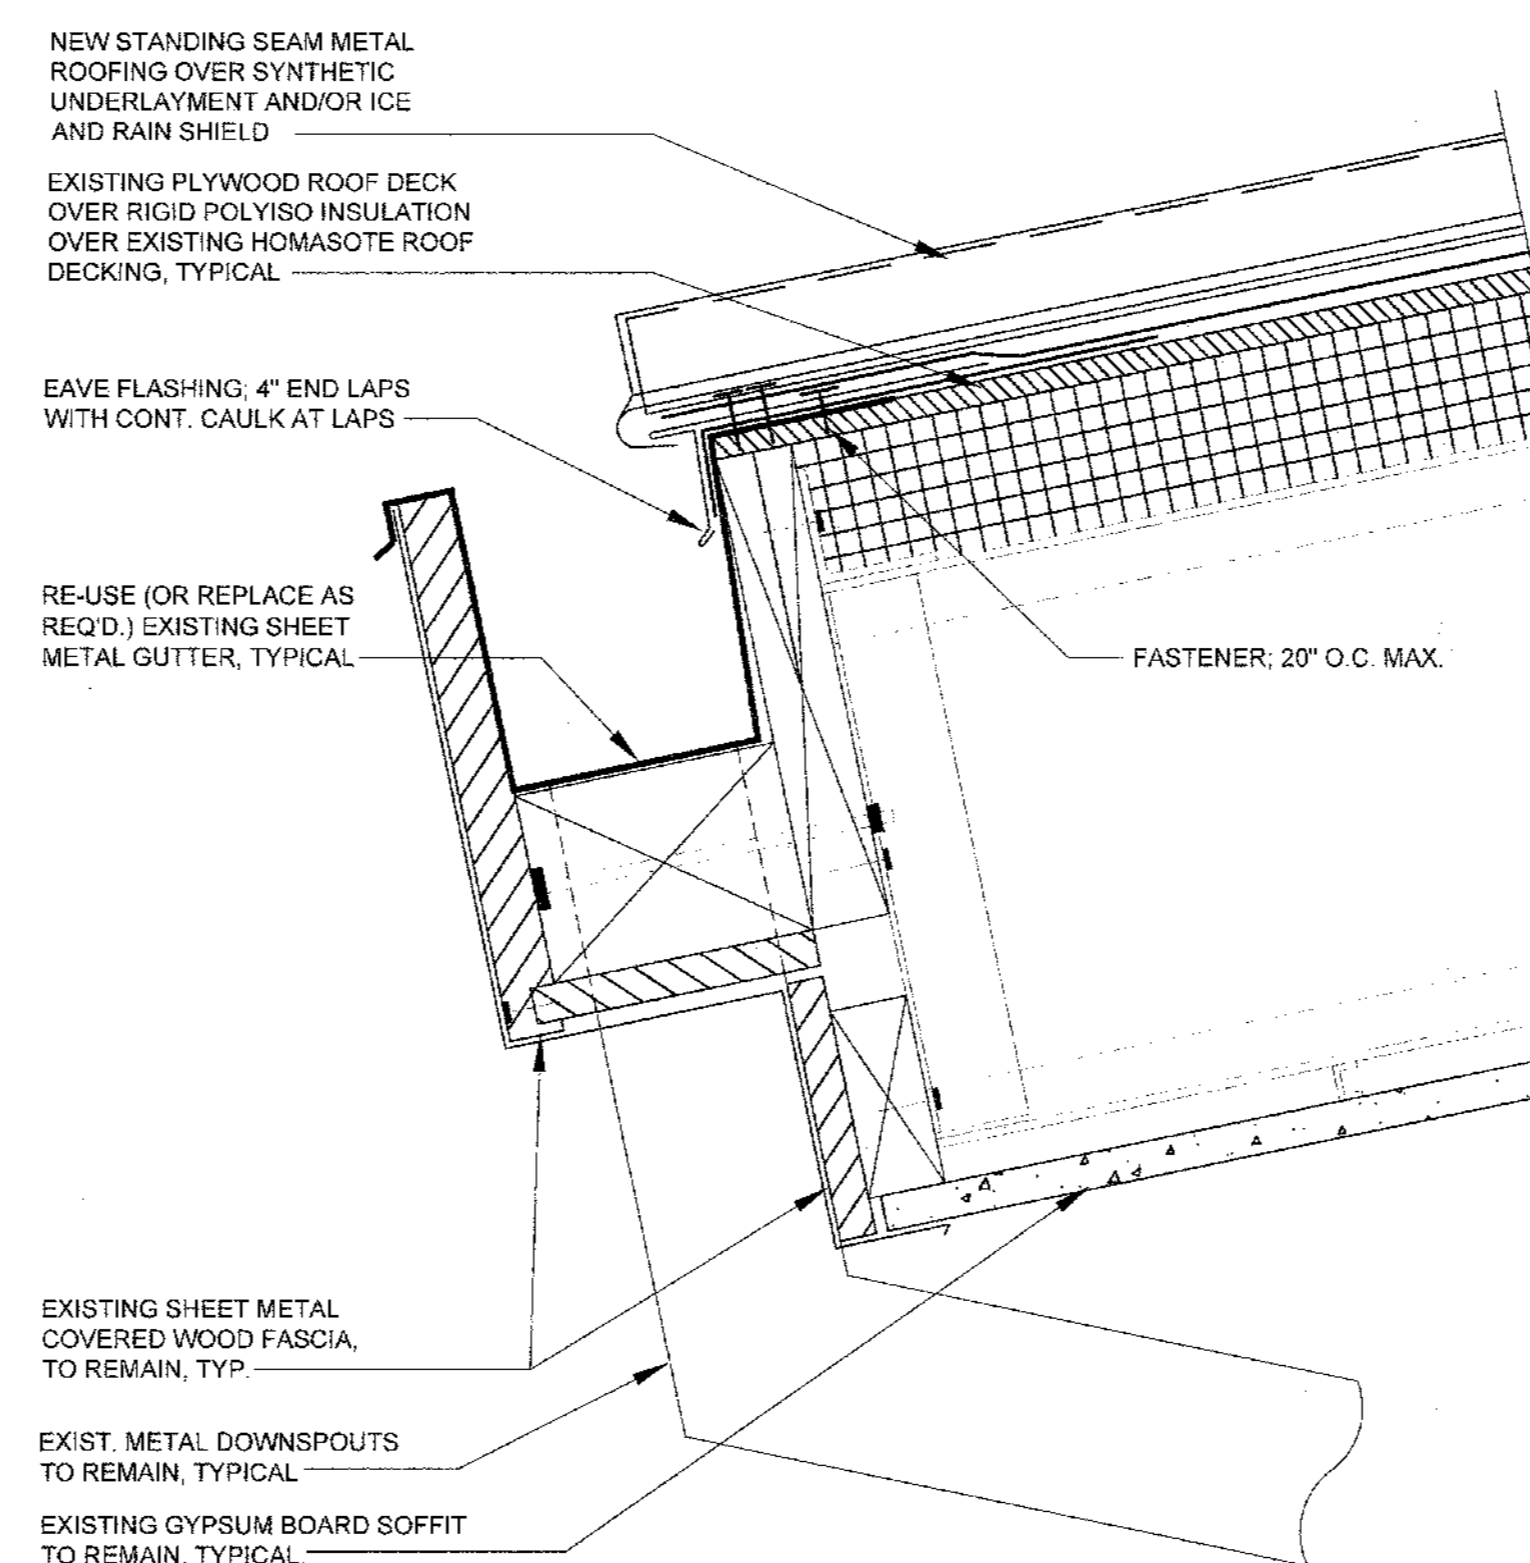 NEW STANDING SEAM METAL
ROOFING OVER SYNTHETIC
UNDERLAYMENT AND/OR ICE
AND RAIN SHIELD
EXISTING PLYWOOD ROOF DECK
OVER RIGID POLYISO INSULATION
OVER EXISTING HOMASOTE ROOF
DECKING, TYPICAL
EAVE FLASHING; 4" END LAPS
WITH CONT. CAULK AT LAPS
RE-USE (OR REPLACE AS
REQ'D.) EXISTING SHEET
METAL GUTTER, TYPICAL
FASTENER; 20" O.C. MAX.
EXISTING SHEET METAL
COVERED WOOD FASCIA,
TO REMAIN, TYP.
EXIST. METAL DOWNSPOUTS
TO REMAIN, TYPICAL
EXISTING GYPSUM BOARD SOFFIT
TO REMAIN, TYPICAL.